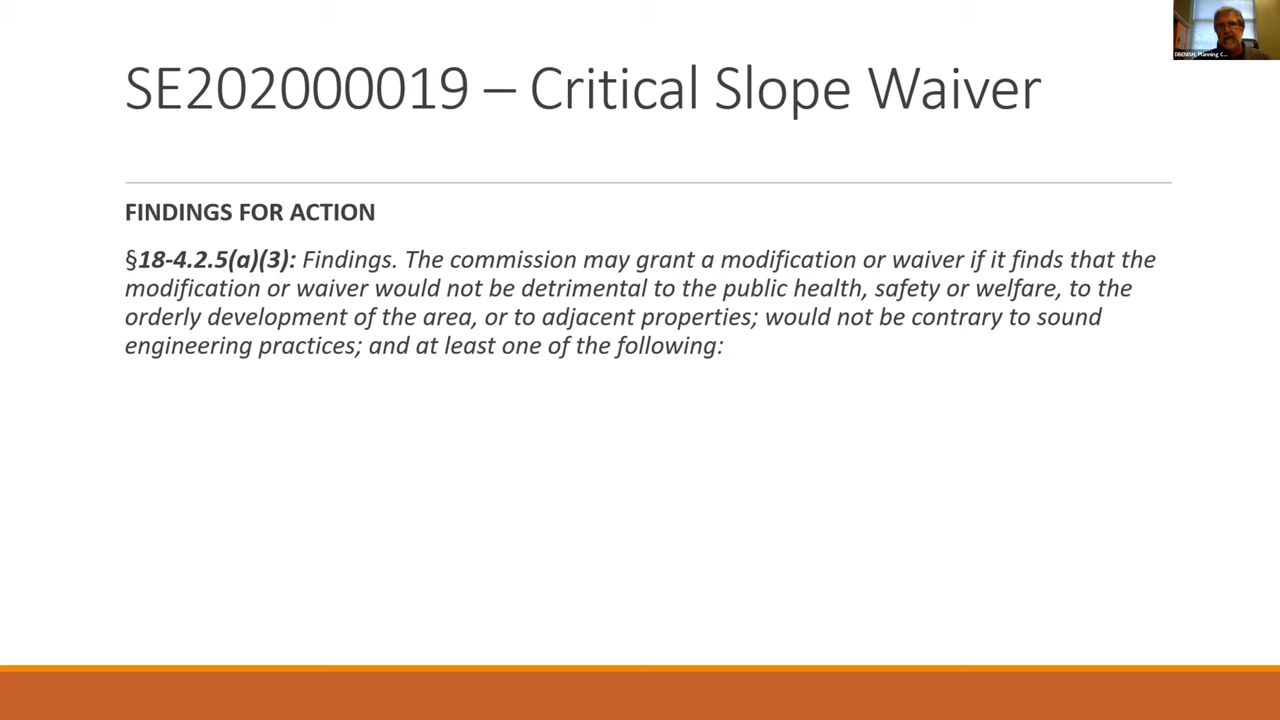 SE202000019 – Critical Slope Waiver
DBENISH, Planning C...
FINDINGS FOR ACTION
§18-4.2.5(a)(3): Findings. The commission may grant a modification or waiver if it finds that the
modification or waiver would not be detrimental to the public health, safety or welfare, to the
orderly development of the area, or to adjacent properties; would not be contrary to sound
engineering practices; and at least one of the following: